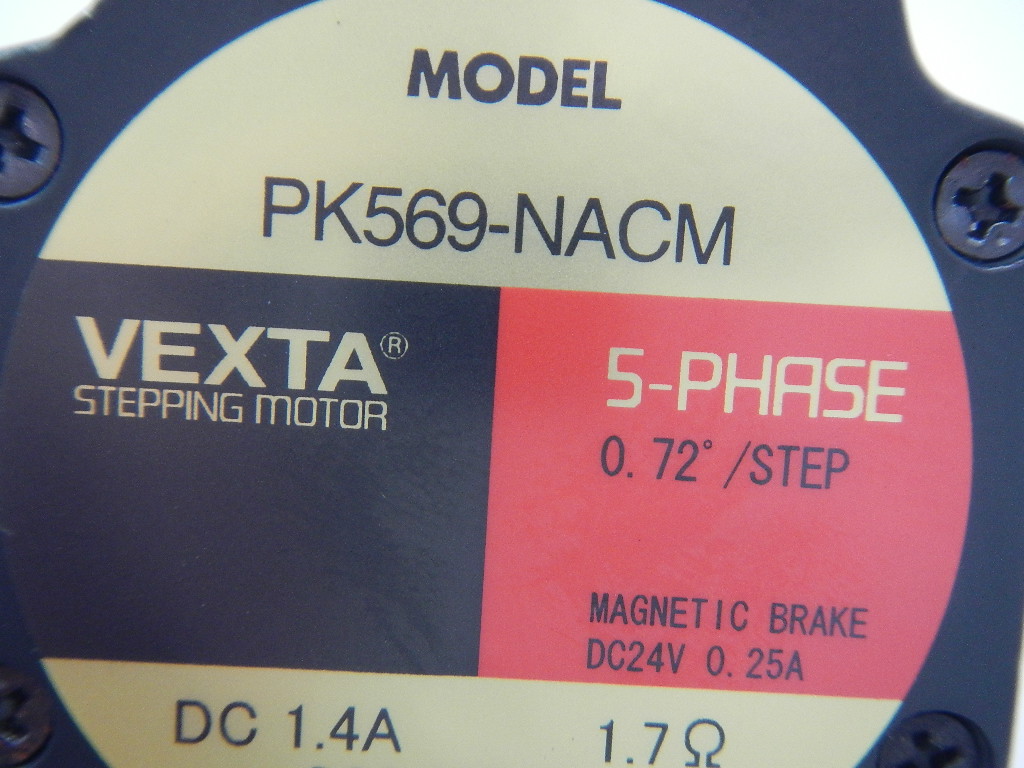 MODEL
PK569-NACM
VEXTA®
STEPPING MOTOR
5-PHASE
0.72°/STEP
MAGNETIC BRAKE
DC24V 0.25A
DC 1.4A 1.7Ω